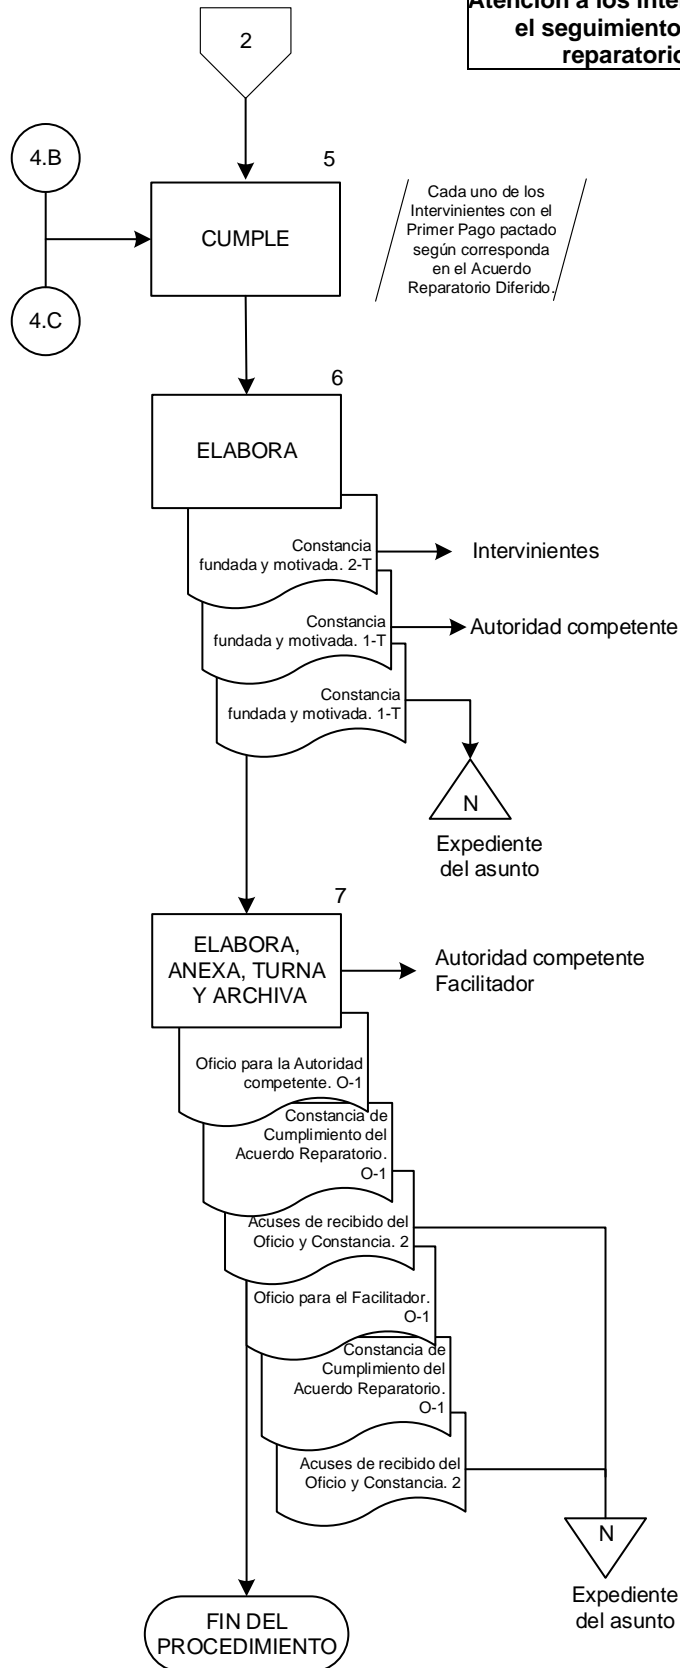 Atención a los
el seguimiento
reparatorio
2
4.B
5
CUMPLE
Cada uno de los
Intervinientes con el
Primer Pago pactado
según corresponda
en el Acuerdo
Reparatorio Diferido.
4.C
6
ELABORA
Constancia
fundada y motivada. 2-T
Intervinientes
Constancia
fundada y motivada. 1-T
Autoridad competente
Constancia
fundada y motivada. 1-T
N
Expediente
del asunto
7
ELABORA,
ANEXA, TURNA
Y ARCHIVA
Autoridad competente
Facilitador
Oficio para la Autoridad
competente. O-1
Constancia de
Cumplimiento del
Acuerdo Reparatorio.
O-1
Acuses de recibido del
Oficio y Constancia. 2
Oficio para el Facilitador.
O-1
Constancia de
Cumplimiento del
Acuerdo Reparatorio.
O-1
Acuses de recibido del
Oficio y Constancia. 2
N
Expediente
del asunto
FIN DEL
PROCEDIMIENTO